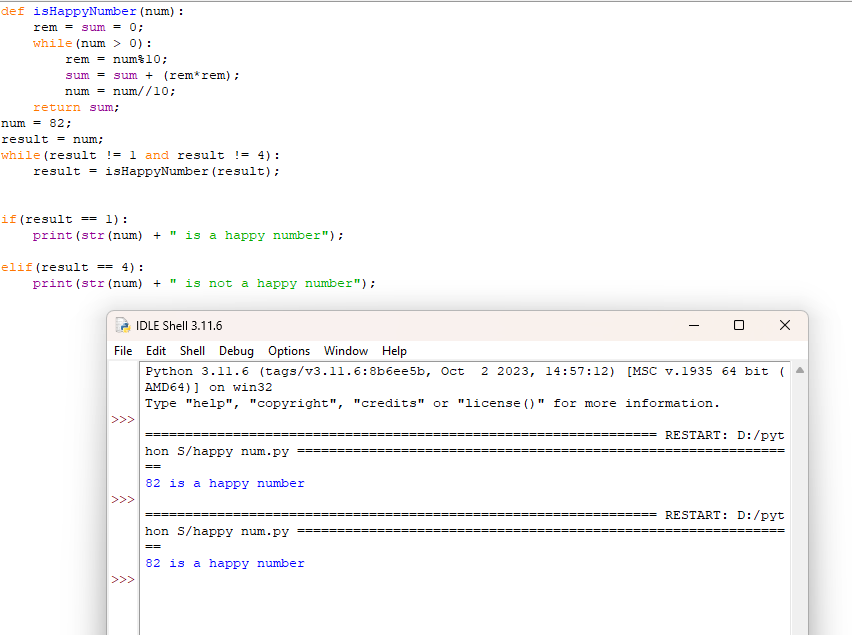 def isHappyNumber(num):
    rem = sum = 0;
    while(num > 0):
        rem = num%10;
        sum = sum + (rem*rem);
        num = num//10;
    return sum;
num = 82;
result = num;
while(result != 1 and result != 4):
    result = isHappyNumber(result);
if(result == 1):
    print(str(num) + " is a happy number");
elif(result == 4):
    print(str(num) + " is not a happy number");
IDLE Shell 3.11.6
File Edit Shell Debug Options Window Help
Python 3.11.6 (tags/v3.11.6:8b6ee5b, Oct  2 2023, 14:57:12) [MSC v.1935 64 bit (
AMD64)] on win32
Type "help", "copyright", "credits" or "license()" for more information.
>>>
================================================================ RESTART: D:/pyt
hon S/happy num.py =============================================================
==
82 is a happy number
>>>
================================================================ RESTART: D:/pyt
hon S/happy num.py =============================================================
==
82 is a happy number
>>>